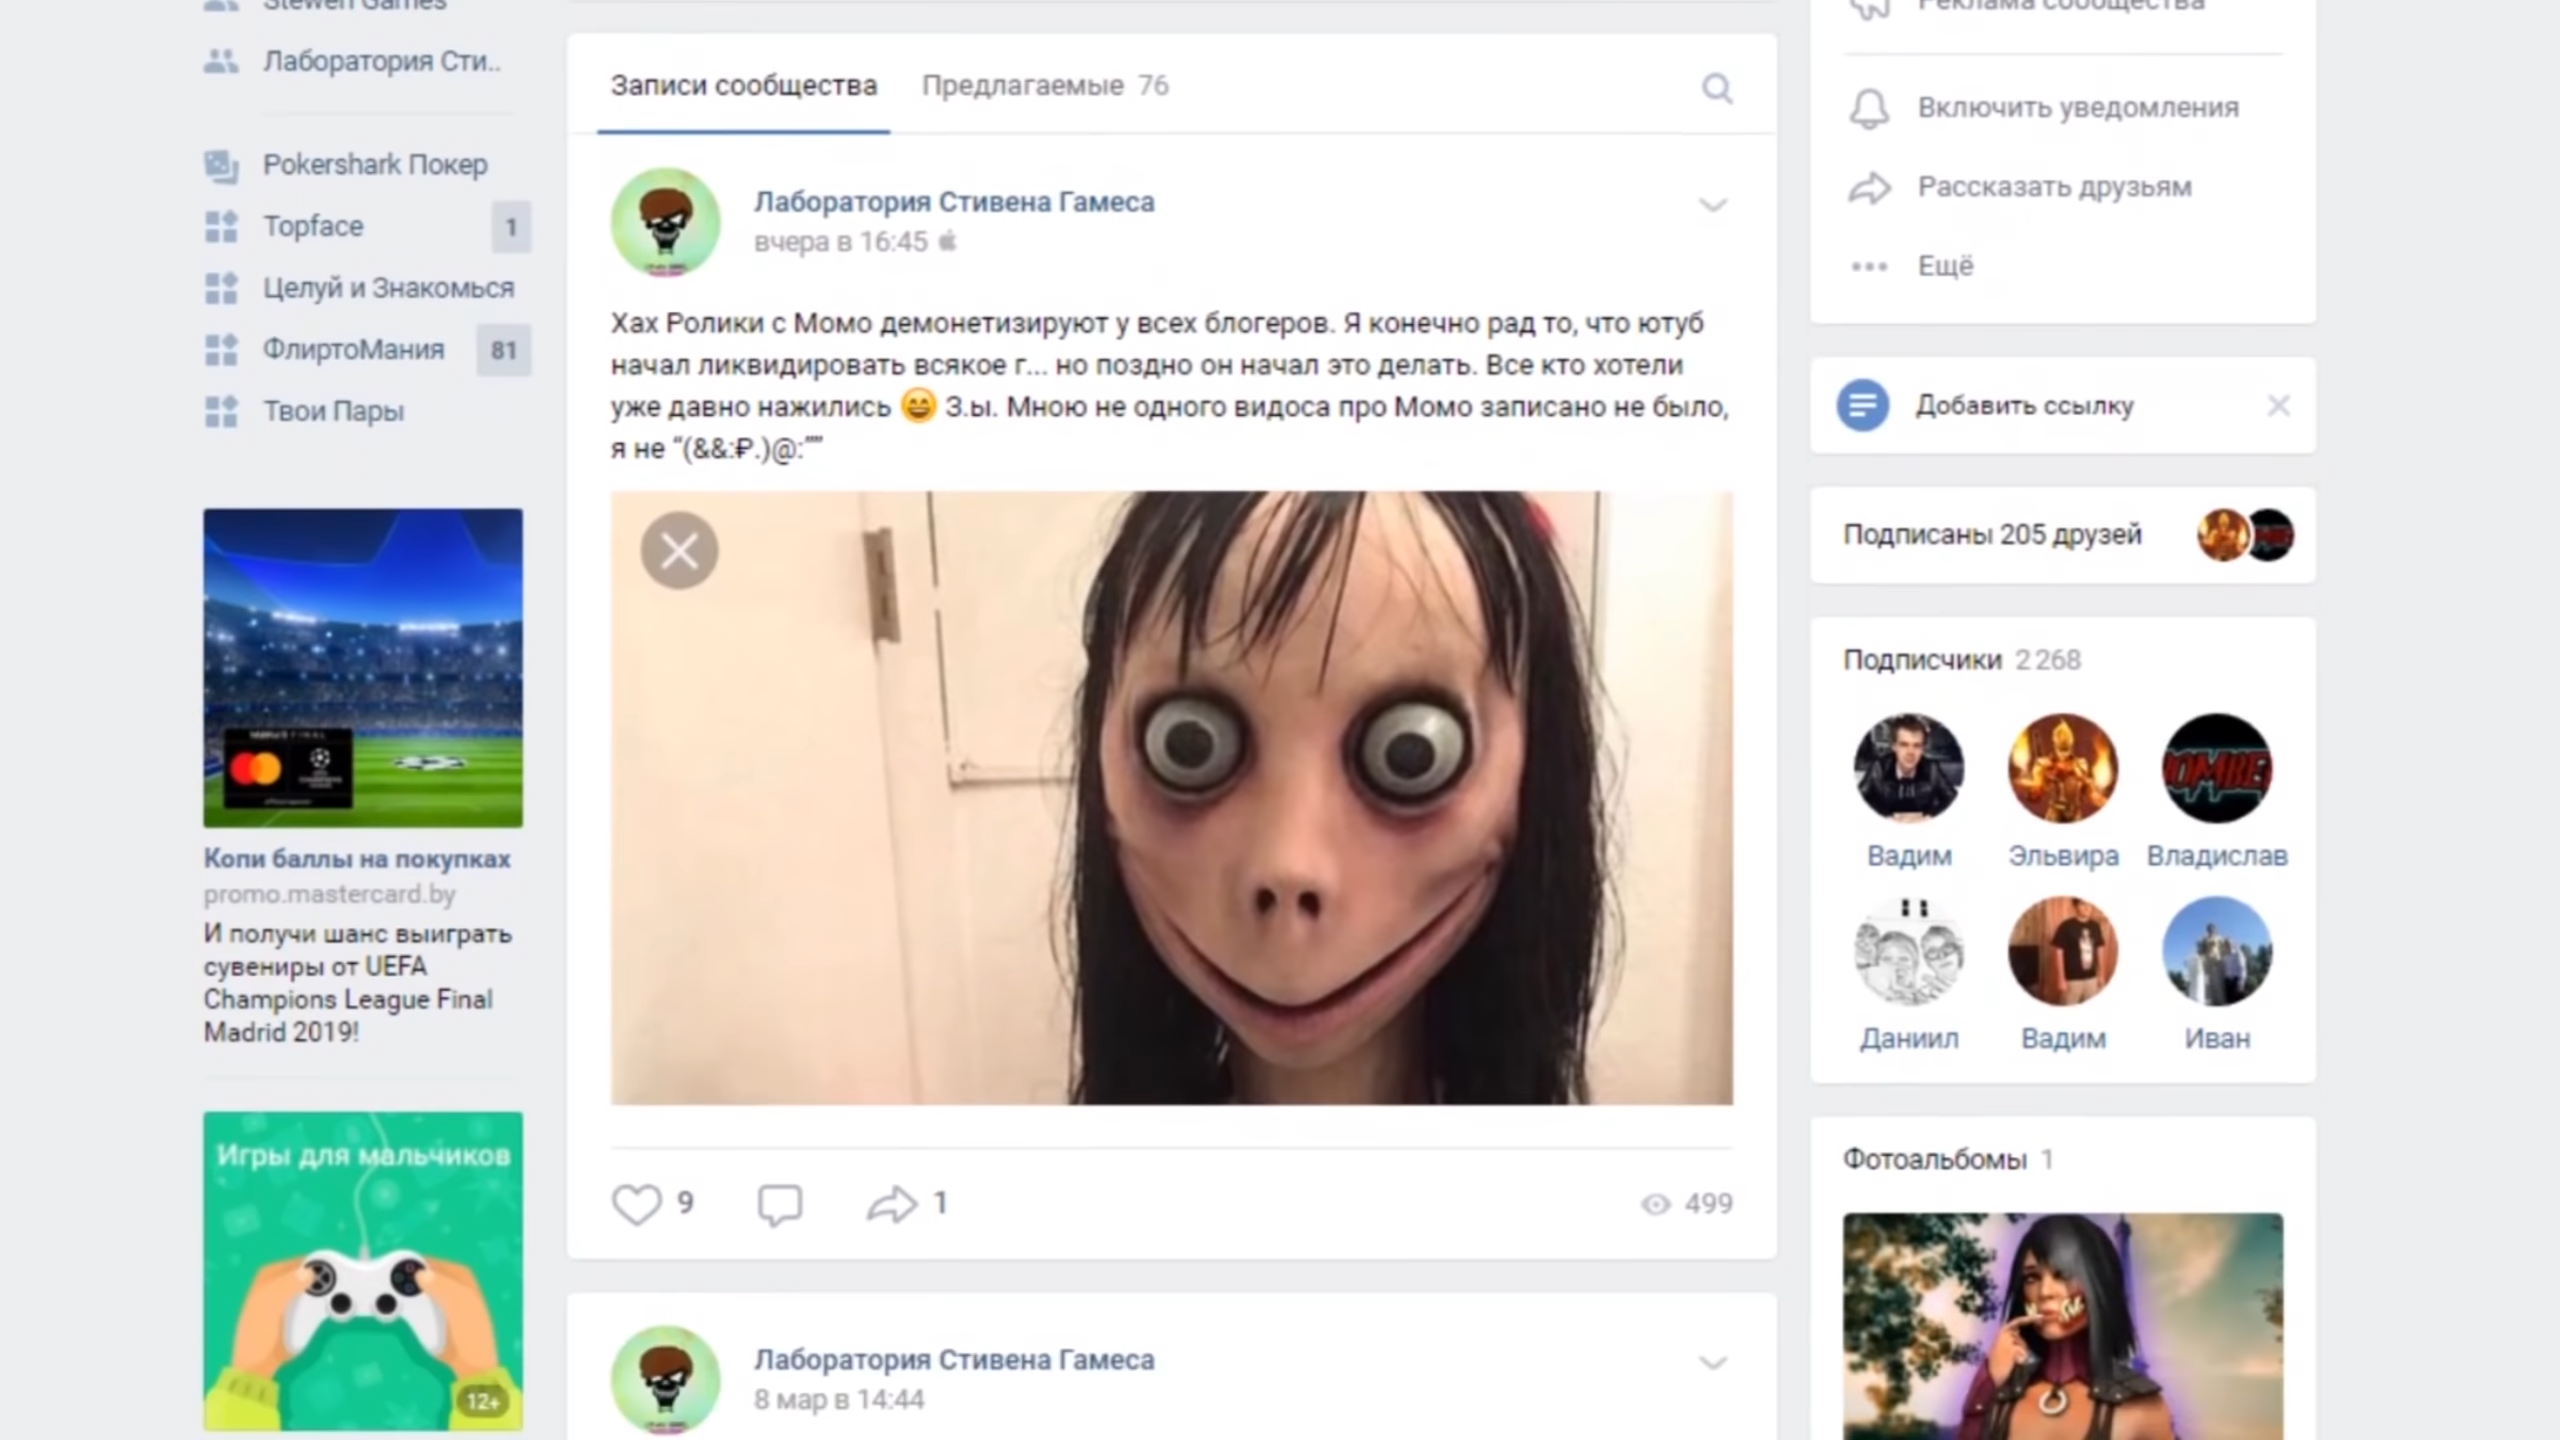 Stewen Games
Лаборатория Сти..
Pokershark Покер
Topface 1
Целуй и Знакомься
ФлиртоМания 81
Твои Пары
Копи баллы на покупках
promo.mastercard.by
И получи шанс выиграть
сувениры от UEFA
Champions League Final
Madrid 2019!
Игры для мальчиков
12+
Записи сообщества Предлагаемые 76
Лаборатория Стивена Гамеса
вчера в 16:45
Хах Ролики с Момо демонетизируют у всех блогеров. Я конечно рад то, что ютуб
начал ликвидировать всякое г... но поздно он начал это делать. Все кто хотели
уже давно нажились 😄 З.ы. Мною не одного видоса про Момо записано не было,
я не “(&&:₽.)@:””
9 1 499
Лаборатория Стивена Гамеса
8 мар в 14:44
Реклама сообщества
Включить уведомления
Рассказать друзьям
Ещё
Добавить ссылку
Подписаны 205 друзей
Подписчики 2 268
Вадим Эльвира Владислав
Даниил Вадим Иван
Фотоальбомы 1